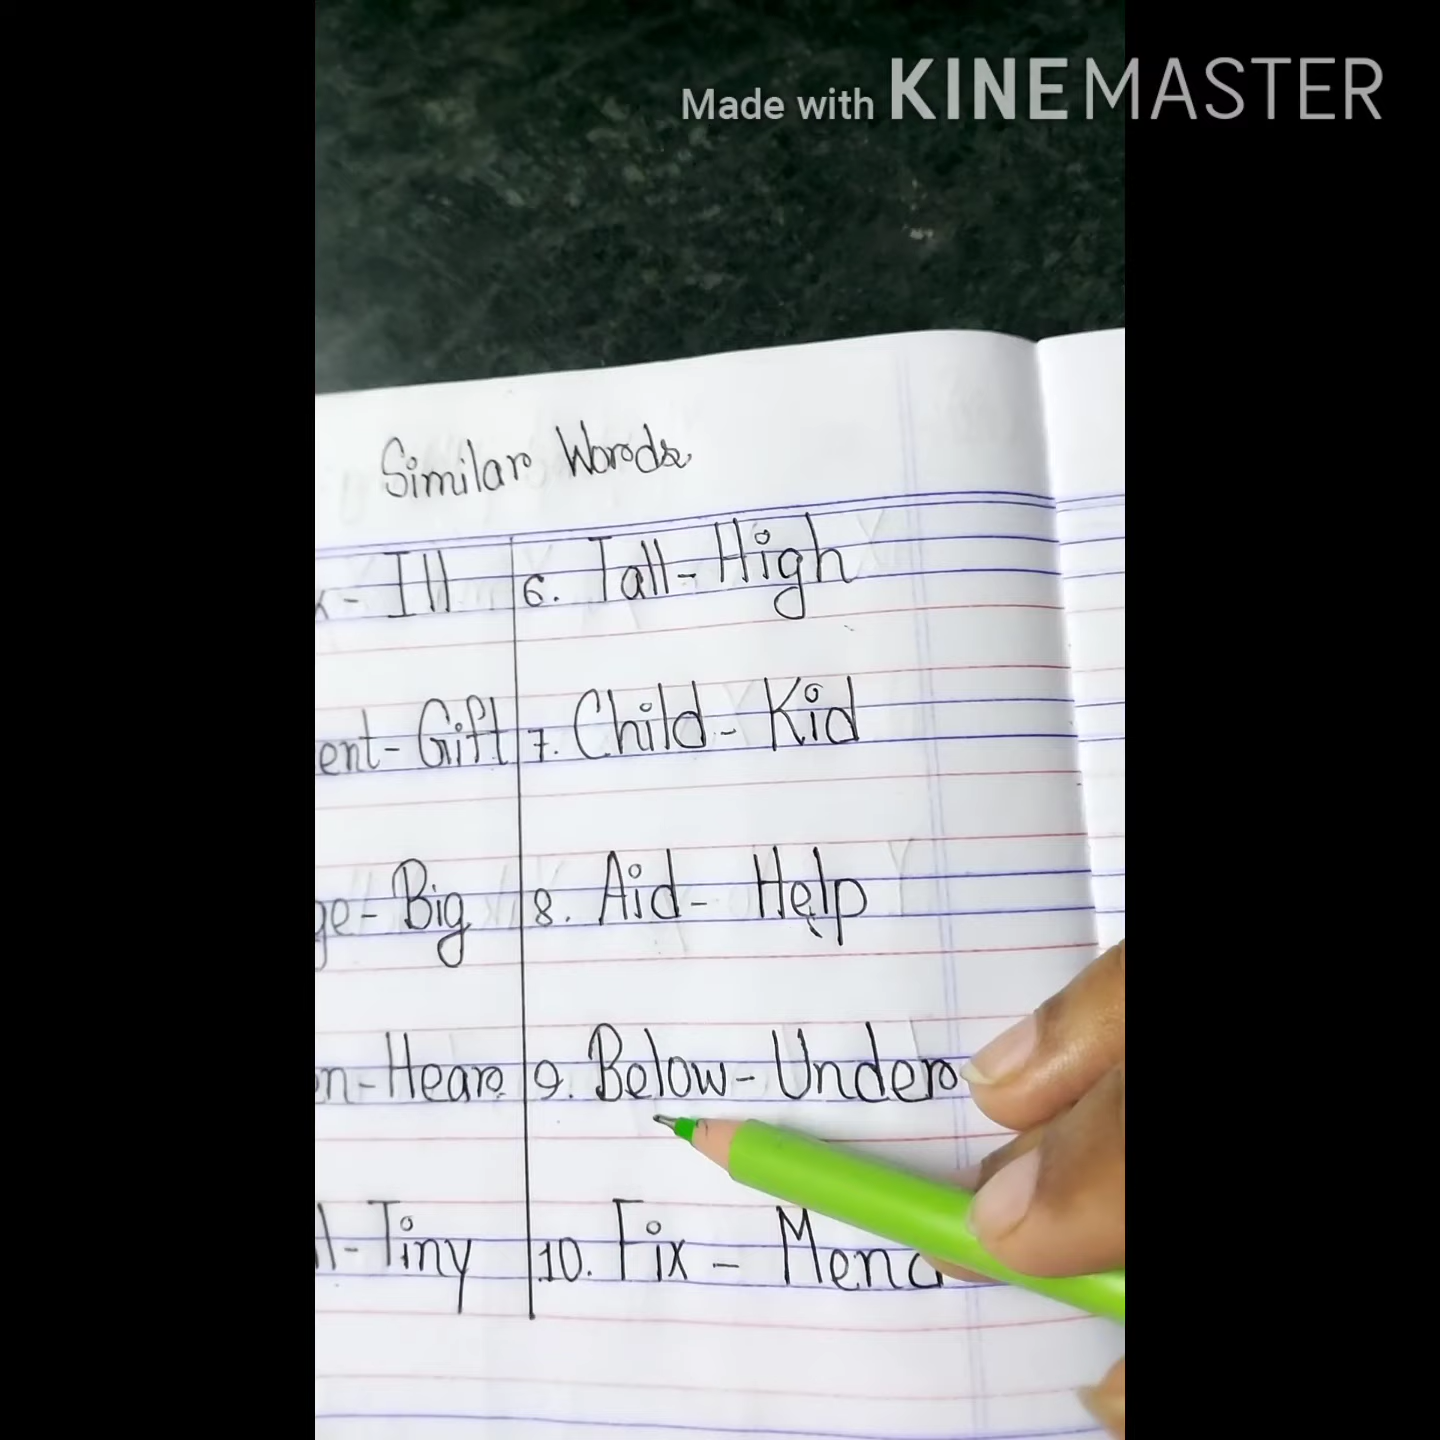 Made with KINEMASTER
Similar Words
- Ill
ent - Gift
ge - Big
n - Hear
l - Tiny
6. Tall - High
7. Child - Kid
8. Aid - Help
9. Below - Under
10. Fix - Mend